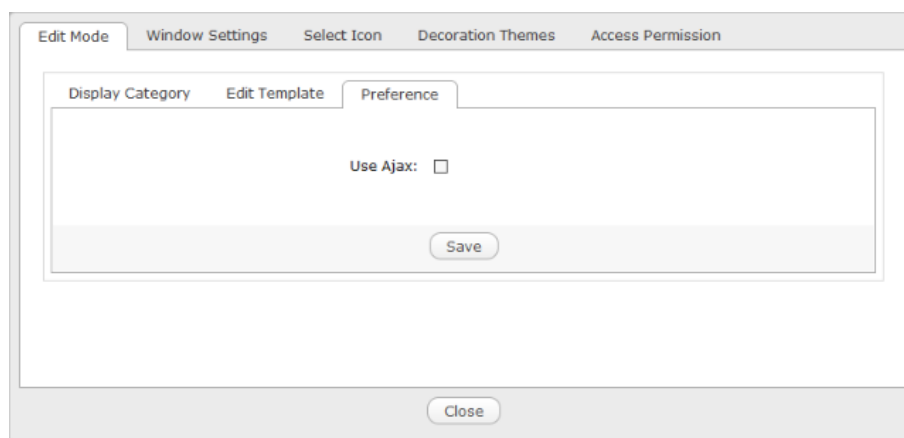 Edit Mode Window Settings Select Icon Decoration Themes Access Permission
Display Category Edit Template Preference
Use Ajax:
Save
Close